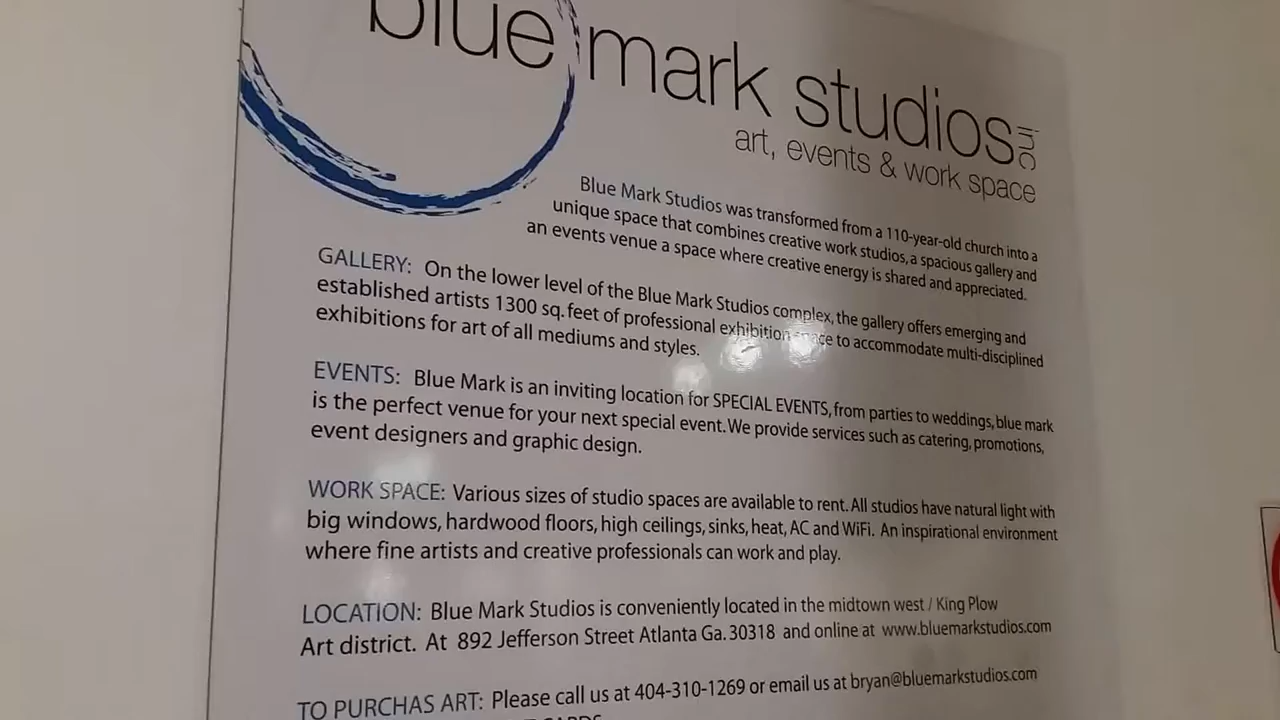 blue mark studios inc
art, events & work space
Blue Mark Studios was transformed from a 110-year-old church into a
unique space that combines creative work studios, a spacious gallery and
an events venue a space where creative energy is shared and appreciated.
GALLERY: On the lower level of the Blue Mark Studios complex, the gallery offers emerging and
established artists 1300 sq. feet of professional exhibition space to accommodate multi-disciplined
exhibitions for art of all mediums and styles.
EVENTS: Blue Mark is an inviting location for SPECIAL EVENTS, from parties to weddings, blue mark
is the perfect venue for your next special event. We provide services such as catering, promotions,
event designers and graphic design.
WORK SPACE: Various sizes of studio spaces are available to rent. All studios have natural light with
big windows, hardwood floors, high ceilings, sinks, heat, AC and WiFi. An inspirational environment
where fine artists and creative professionals can work and play.
LOCATION: Blue Mark Studios is conveniently located in the midtown west / King Plow
Art district. At 892 Jefferson Street Atlanta Ga. 30318 and online at www.bluemarkstudios.com
TO PURCHAS ART: Please call us at 404-310-1269 or email us at bryan@bluemarkstudios.com